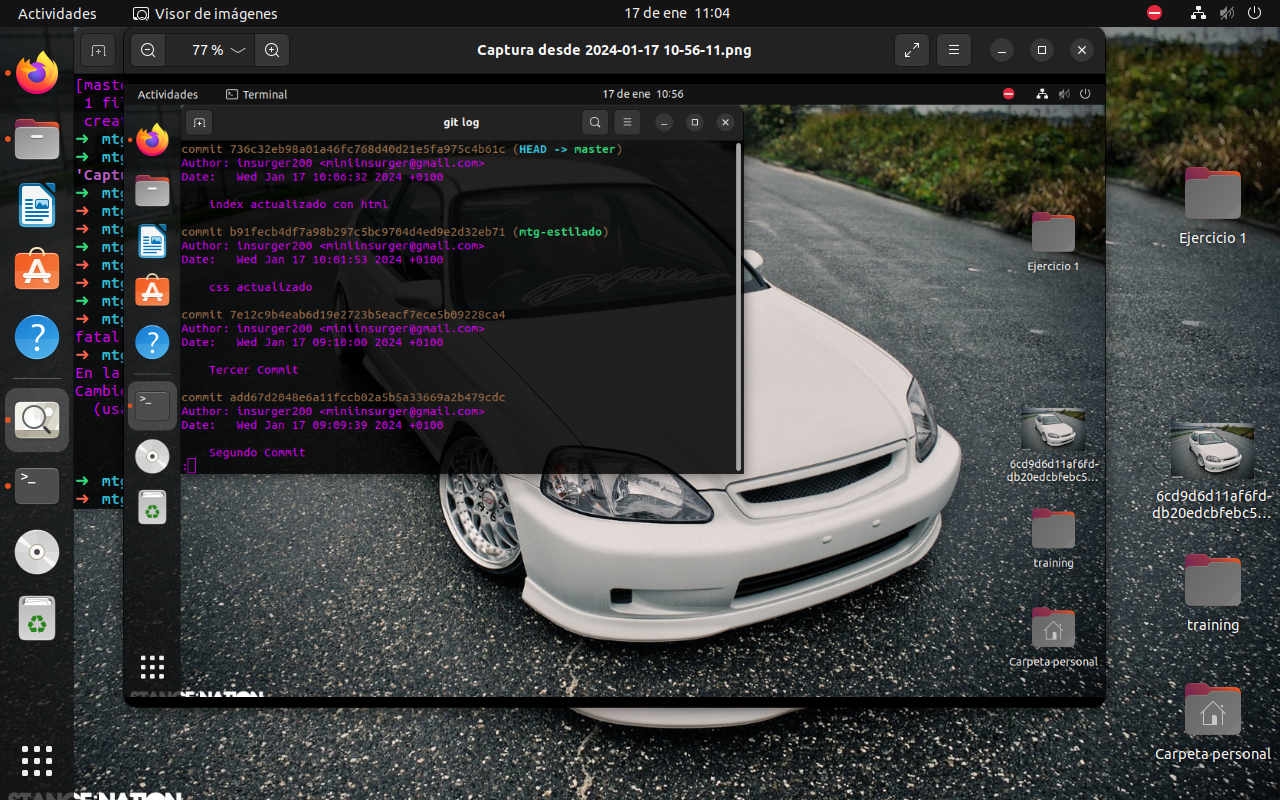 Actividades
Visor de imágenes
17 de ene 11:04
77 %
Captura desde 2024-01-17 10-56-11.png
Actividades
Terminal
17 de ene 10:56
git log
commit 736c32eb98a01a46fc768d40d21e5fa975c4b61c (HEAD -> master)
Author: insurger200 <miniinsurger@gmail.com>
Date: Wed Jan 17 10:06:32 2024 +0100
index actualizado con html
commit b91fecb4df7a98b297c5bc9704d4ed9e2d32eb71 (mtg-estilado)
Author: insurger200 <miniinsurger@gmail.com>
Date: Wed Jan 17 10:01:53 2024 +0100
css actualizado
commit 7e12c9b4eab6d19e2723b5eacf7ece5b09228ca4
Author: insurger200 <miniinsurger@gmail.com>
Date: Wed Jan 17 09:10:00 2024 +0100
Tercer Commit
commit add67d2048e6a11fccb02a5b5a33669a2b479cdc
Author: insurger200 <miniinsurger@gmail.com>
Date: Wed Jan 17 09:09:39 2024 +0100
Segundo Commit
:
Ejercicio 1
6cd9d6d11af6fd-
db20edcbfebc5...
training
Carpeta personal
[mast
1 fi
crea
➜ mtg
➜ mtg
'Captu
➜ mtg
➜ mtg
➜ mtg
➜ mtg
➜ mtg
➜ mtg
➜ mtg
➜ mtg
fatal
➜ mtg
En la
Cambi
(usa
➜ mtg
➜ mtg
Ejercicio 1
6cd9d6d11af6fd-
db20edcbfebc5...
training
Carpeta personal